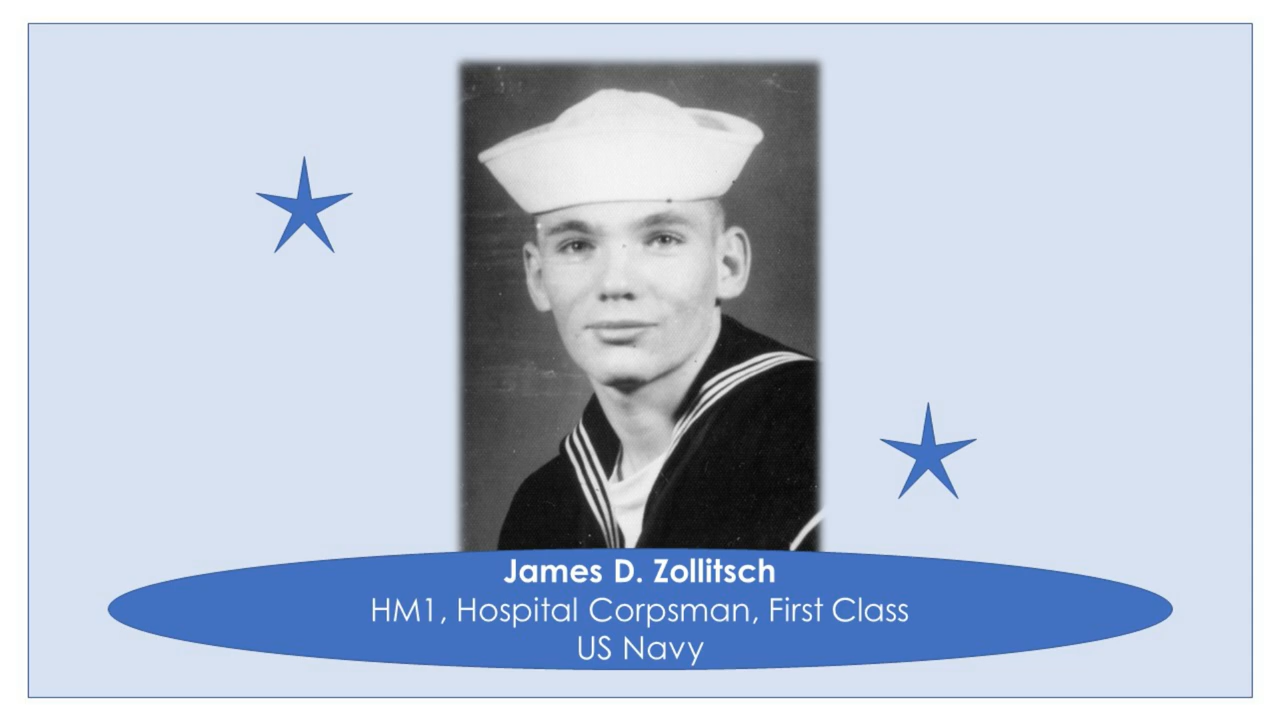 James D. Zollitsch
HM1, Hospital Corpsman, First Class
US Navy